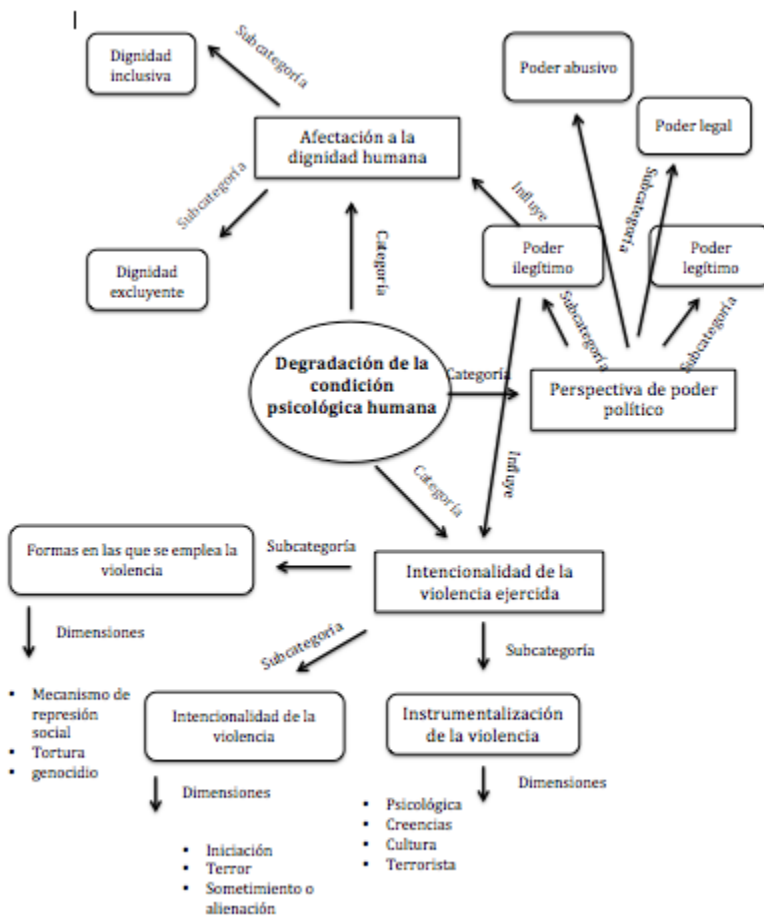 Dignidad
inclusiva
Subcategoría
Poder abusivo
Poder legal
Afectación a la
dignidad humana
Subcategoría
Influye
Subcategoría
Dignidad
excluyente
Categoría
Poder
ilegítimo
Poder
legítimo
Subcategoría
Subcategoría
Degradación de la
condición
psicológica humana
Categoría
Perspectiva de poder
político
Influye
Categoría
Formas en las que se emplea la
violencia
Subcategoría
Intencionalidad de la
violencia ejercida
Dimensiones
Subcategoría
Subcategoría
▪ Mecanismo de
represión
social
▪ Tortura
▪ genocidio
Intencionalidad de la
violencia
Instrumentalización
de la violencia
Dimensiones
Dimensiones
▪ Psicológica
▪ Creencias
▪ Cultura
▪ Terrorista
▪ Iniciación
▪ Terror
▪ Sometimiento o
alienación